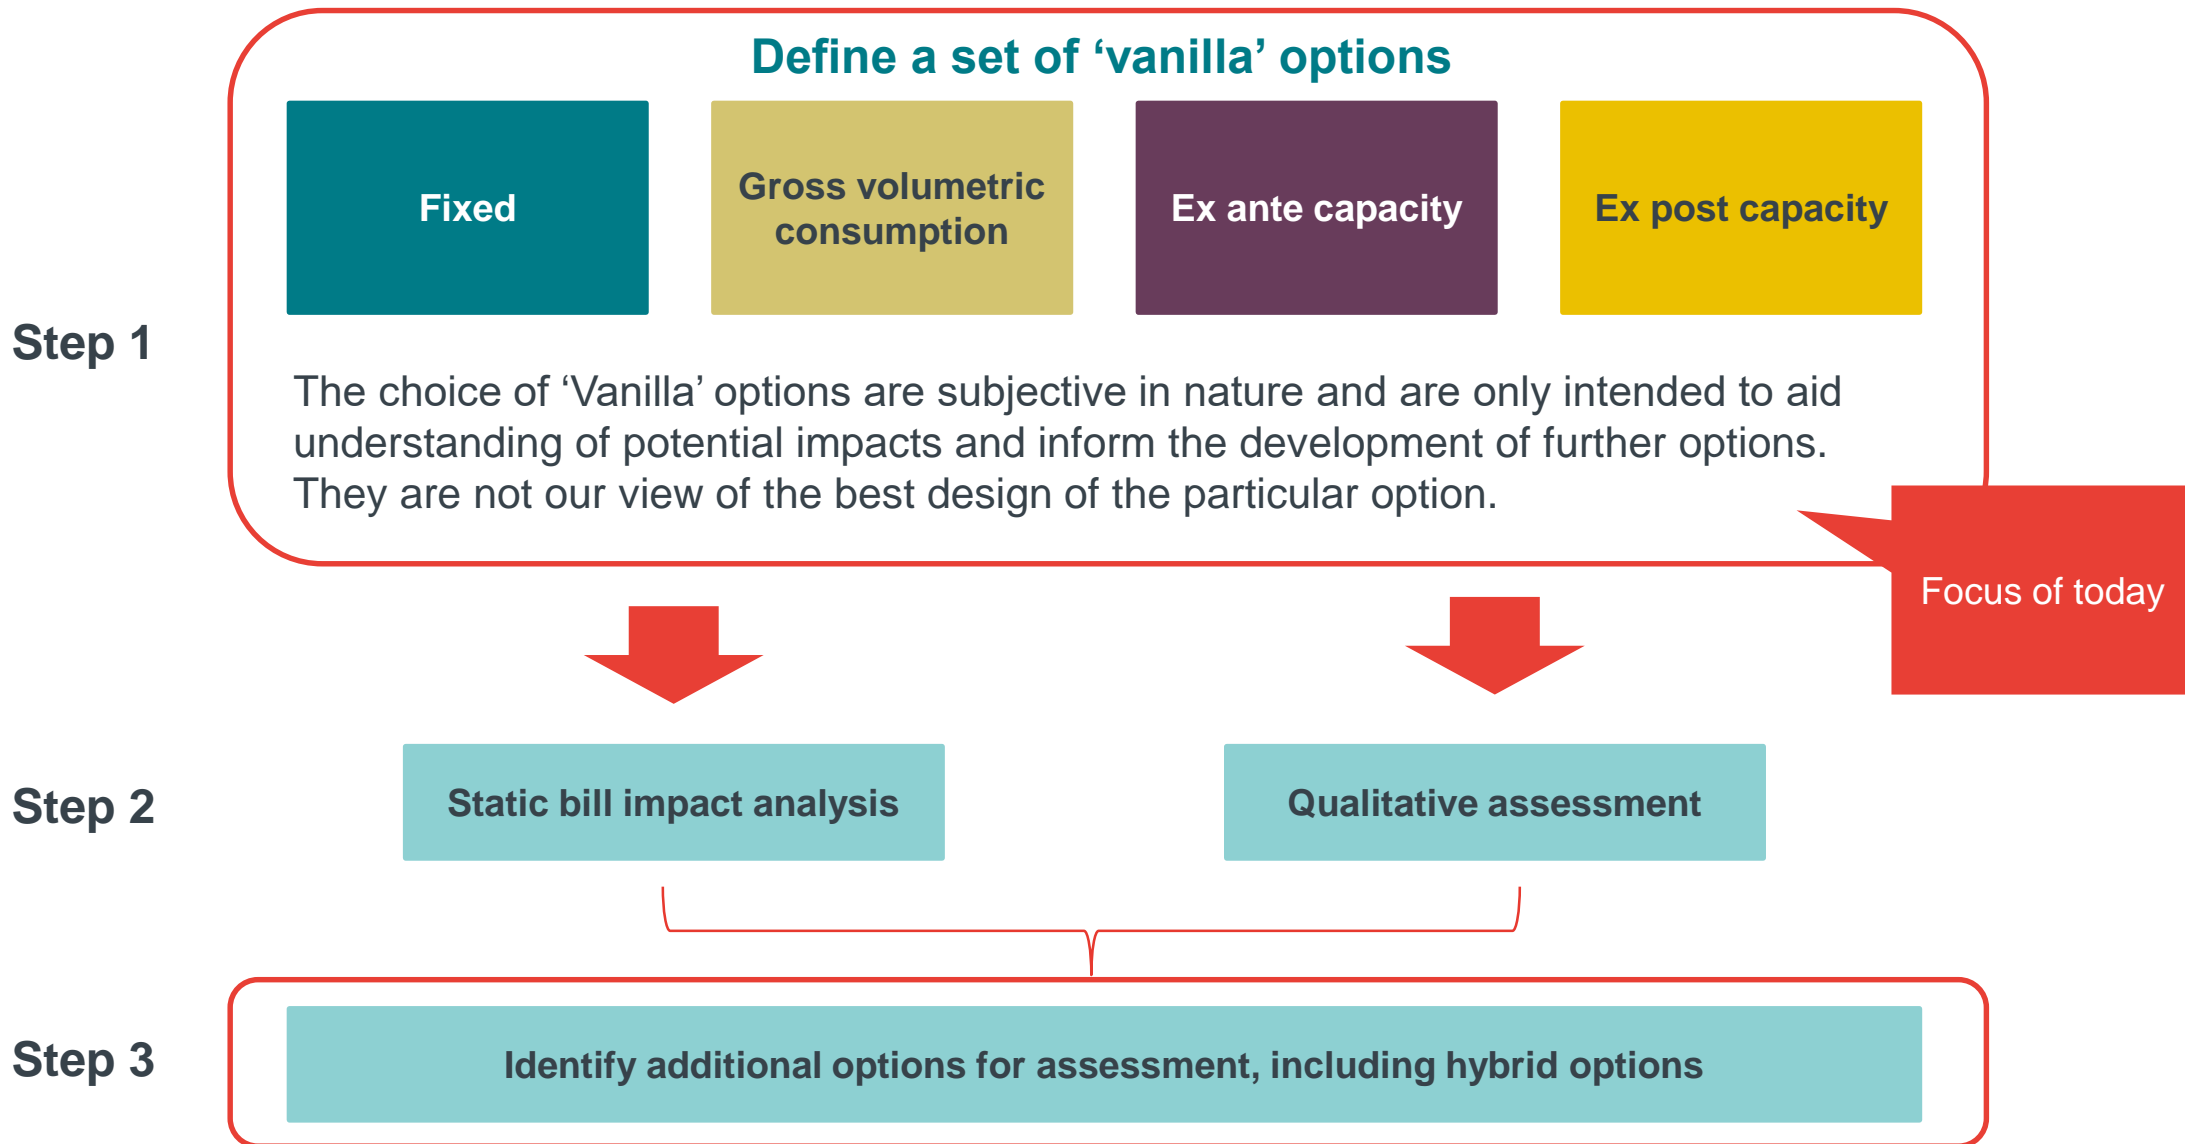 Define a set of ‘vanilla’ options
Fixed
Gross volumetric
consumption
Ex ante capacity
Ex post capacity
Step 1
The choice of ‘Vanilla’ options are subjective in nature and are only intended to aid
understanding of potential impacts and inform the development of further options.
They are not our view of the best design of the particular option.
Focus of today
Step 2
Static bill impact analysis
Qualitative assessment
Step 3
Identify additional options for assessment, including hybrid options